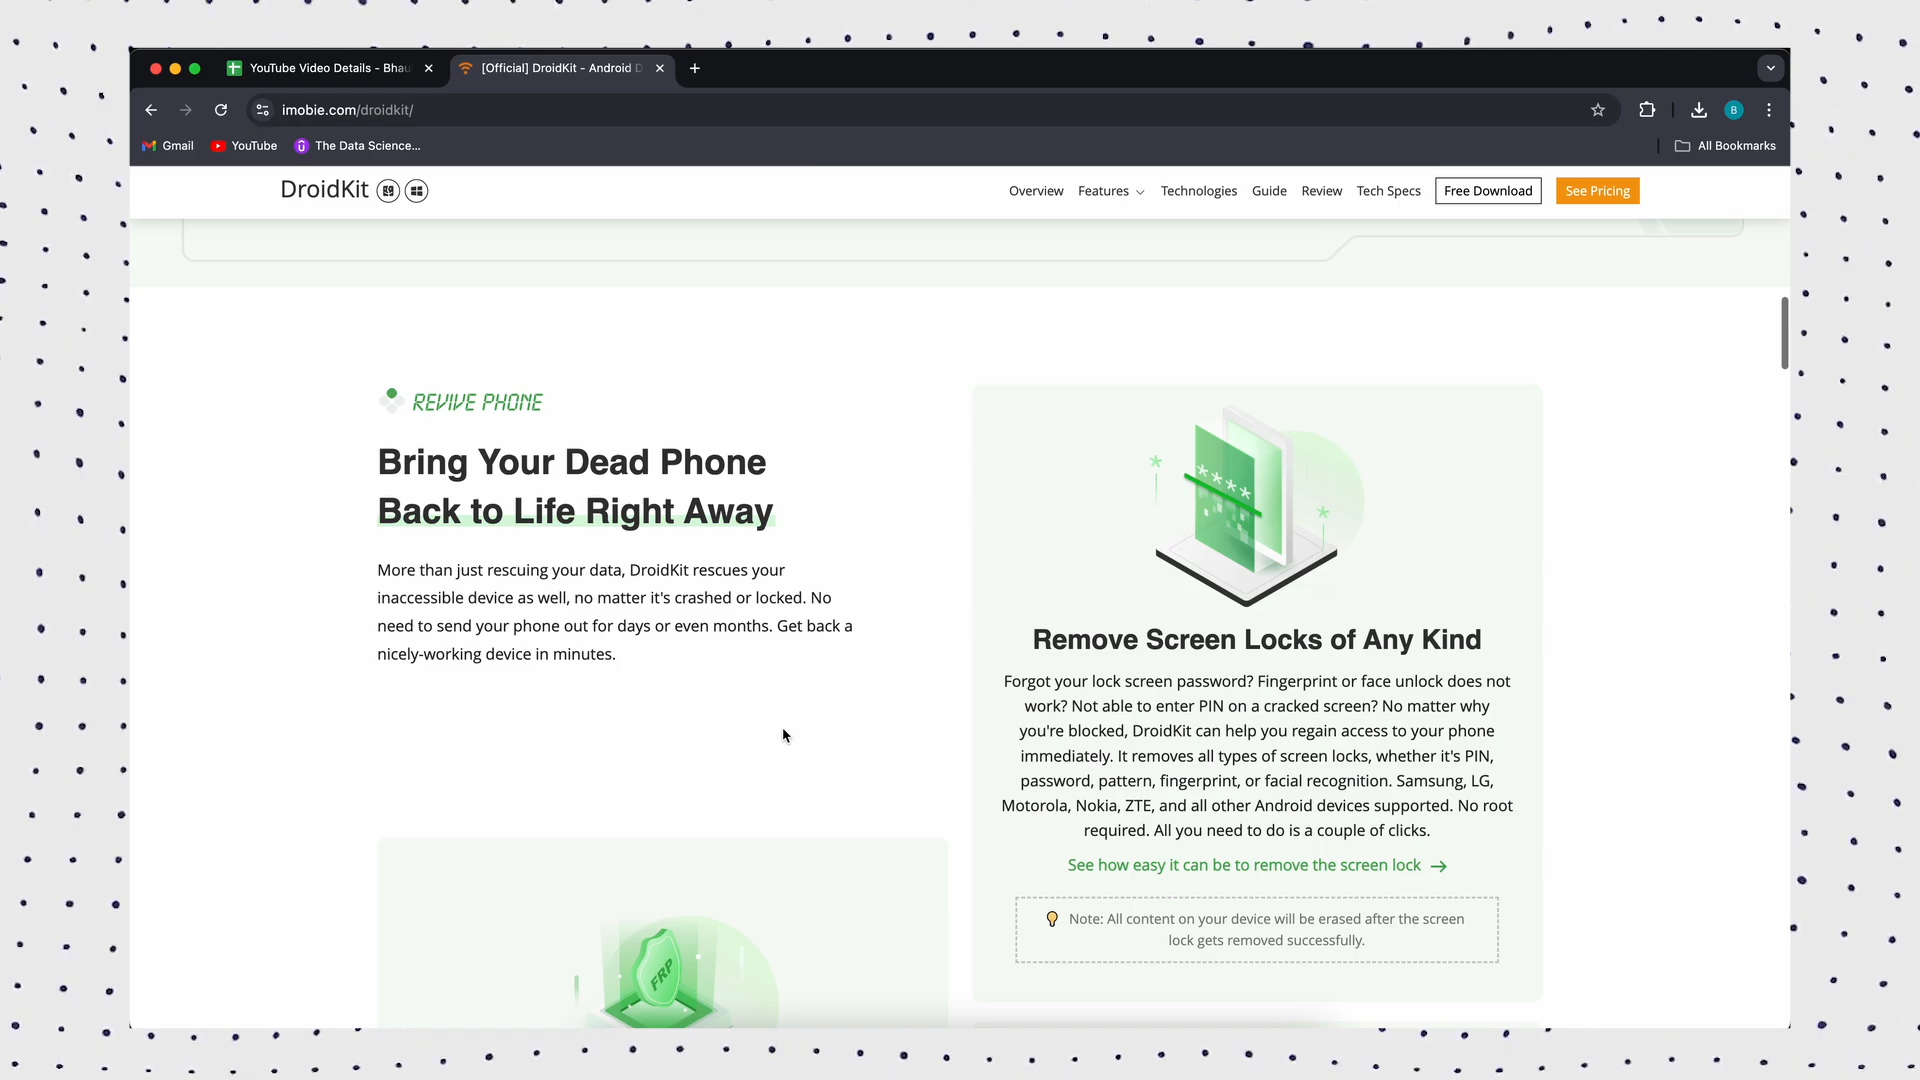 YouTube Video Details - Bhau
[Official] DroidKit - Android D
imobie.com/droidkit/
B
Gmail
YouTube
The Data Science...
All Bookmarks
DroidKit
Overview
Features
Technologies
Guide
Review
Tech Specs
Free Download
See Pricing
REVIVE PHONE
Bring Your Dead Phone
Back to Life Right Away
More than just rescuing your data, DroidKit rescues your
inaccessible device as well, no matter it's crashed or locked. No
need to send your phone out for days or even months. Get back a
nicely-working device in minutes.
FRP
****
Remove Screen Locks of Any Kind
Forgot your lock screen password? Fingerprint or face unlock does not
work? Not able to enter PIN on a cracked screen? No matter why
you're blocked, DroidKit can help you regain access to your phone
immediately. It removes all types of screen locks, whether it's PIN,
password, pattern, fingerprint, or facial recognition. Samsung, LG,
Motorola, Nokia, ZTE, and all other Android devices supported. No root
required. All you need to do is a couple of clicks.
See how easy it can be to remove the screen lock →
Note: All content on your device will be erased after the screen
lock gets removed successfully.